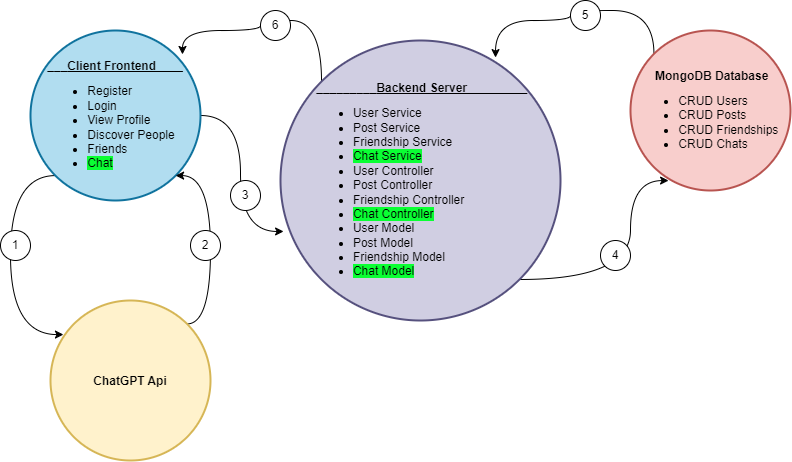 Client Frontend
Register
Login
View Profile
Discover People
Friends
Chat
1
2
ChatGPT Api
3
6
Backend Server
User Service
Post Service
Friendship Service
Chat Service
User Controller
Post Controller
Friendship Controller
Chat Controller
User Model
Post Model
Friendship Model
Chat Model
4
5
MongoDB Database
CRUD Users
CRUD Posts
CRUD Friendships
CRUD Chats